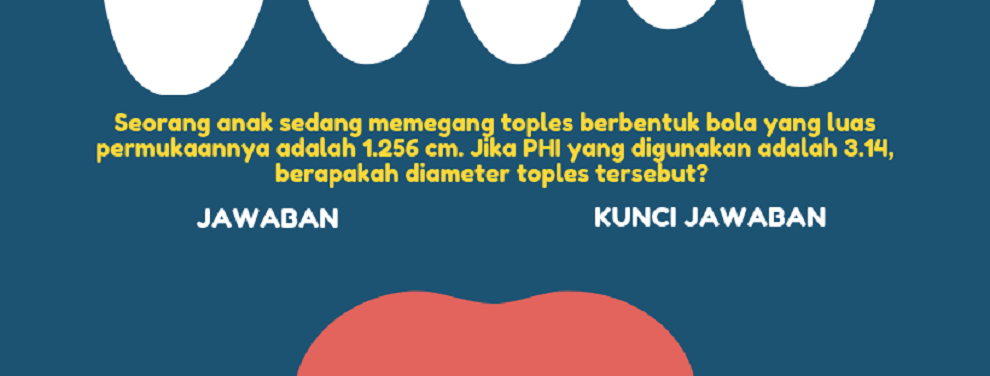 Seorang anak sedang memegang toples berbentuk bola yang luas
permukaannya adalah 1.256 cm. Jika PHI yang digunakan adalah 3.14,
berapakah diameter toples tersebut?
JAWABAN
KUNCI JAWABAN